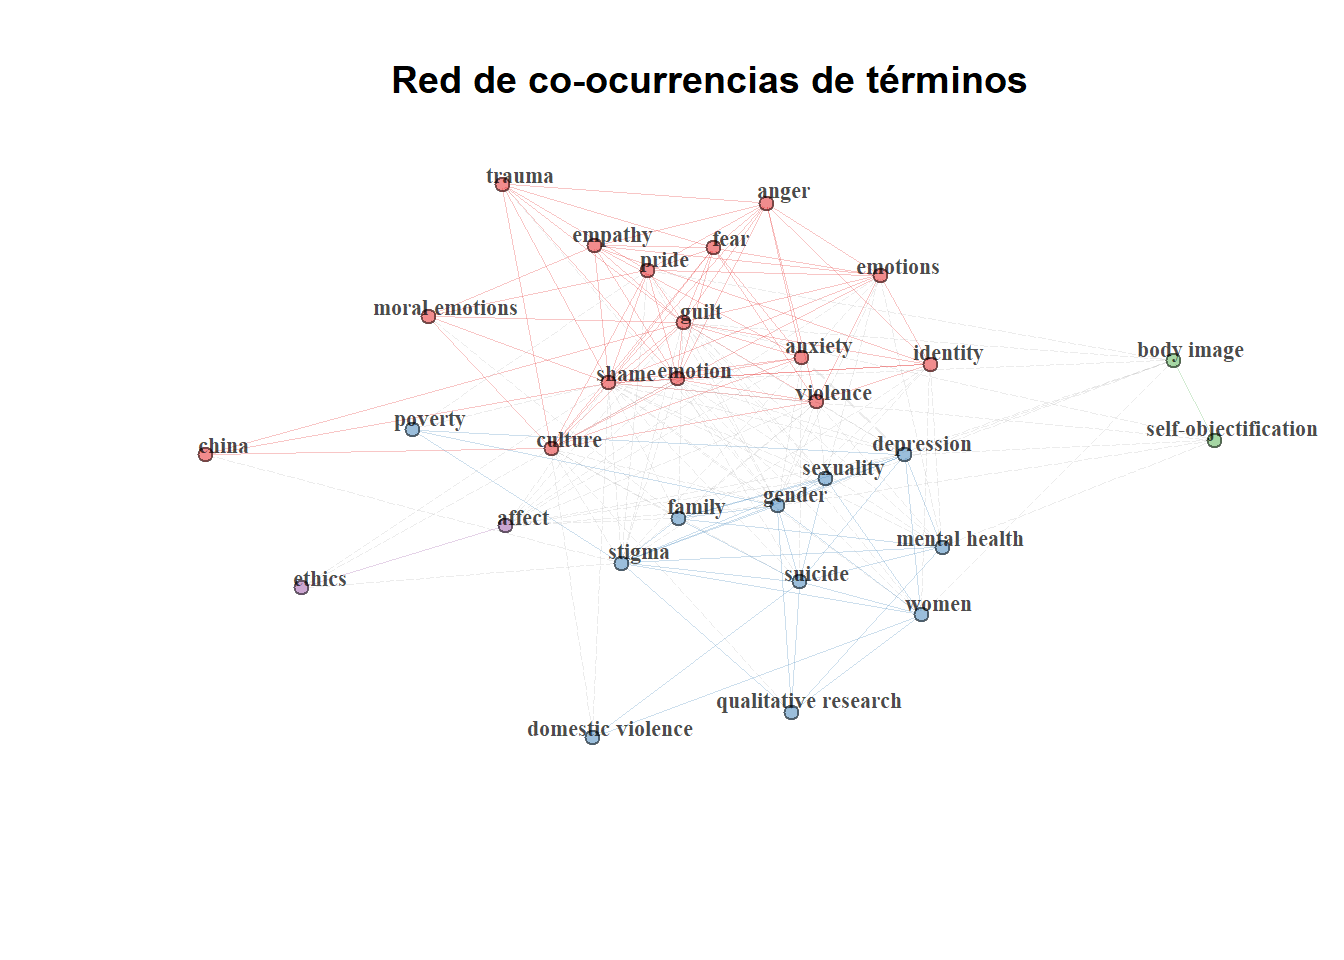 Red de co-ocurrencias de términos
trauma
anger
empathy
fear
pride
emotions
moral emotions
guilt
anxiety
identity
body image
shame
emotion
violence
poverty
self-objectification
china
culture
depression
sexuality
gender
family
affect
mental health
stigma
suicide
ethics
women
qualitative research
domestic violence